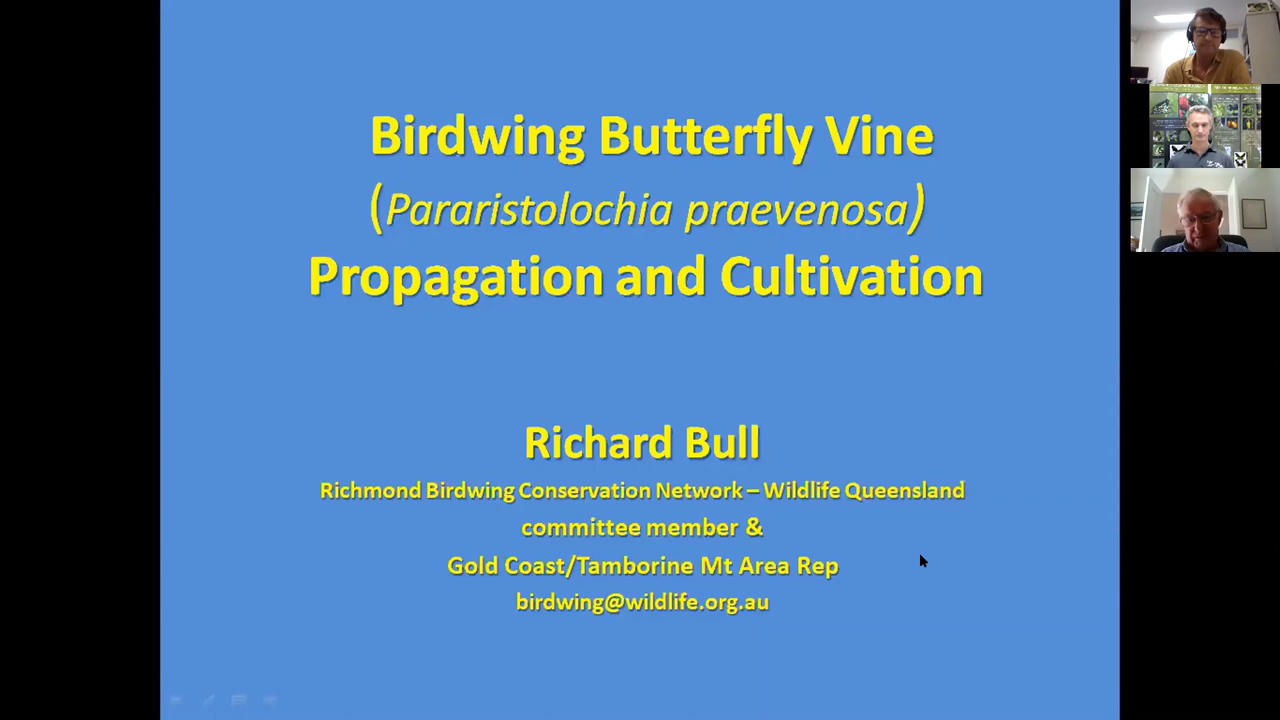 Birdwing Butterfly Vine
(Pararistolochia praevenosa)
Propagation and Cultivation
Richard Bull
Richmond Birdwing Conservation Network – Wildlife Queensland
committee member &
Gold Coast/Tamborine Mt Area Rep
birdwing@wildlife.org.au